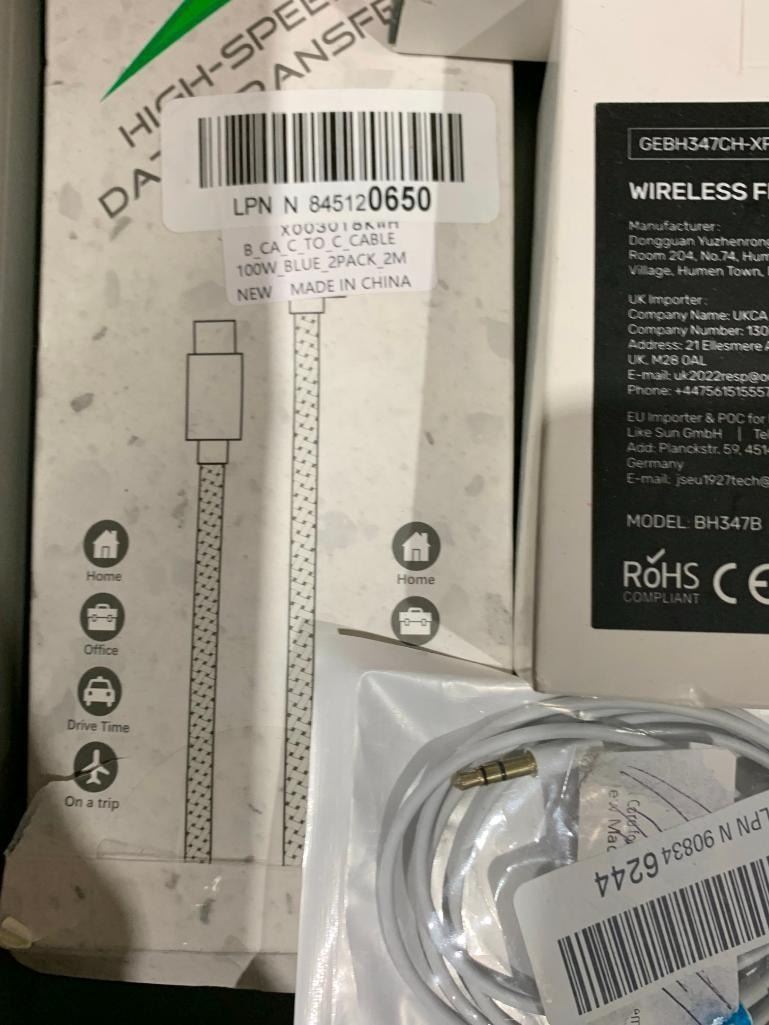 HIGH-SPEE
DA
RANSFE
LPN N 845120650
B_CA_C_TO_C_CABLE
100W_BLUE_2PACK_2M
NEW MADE IN CHINA
Home
Office
Drive Time
On a trip
Home
GEBH347CH-XF
WIRELESS F
Manufacturer:
Dongguan Yuzhenrong
Room 204, No.74, Hum
Village, Humen Town,
UK Importer:
Company Name: UKCA
Company Number: 130
Address: 21 Ellesmere A
UK, M28 0AL
E-mail: uk2022resp@o
Phone: +447561515557
EU Importer & POC for
Like Sun GmbH | Tel
Add: Planckstr. 59, 451
Germany
E-mail: jseu1927tech@
MODEL: BH347B
RoHS CE
COMPLIANT
LPN N 908346244